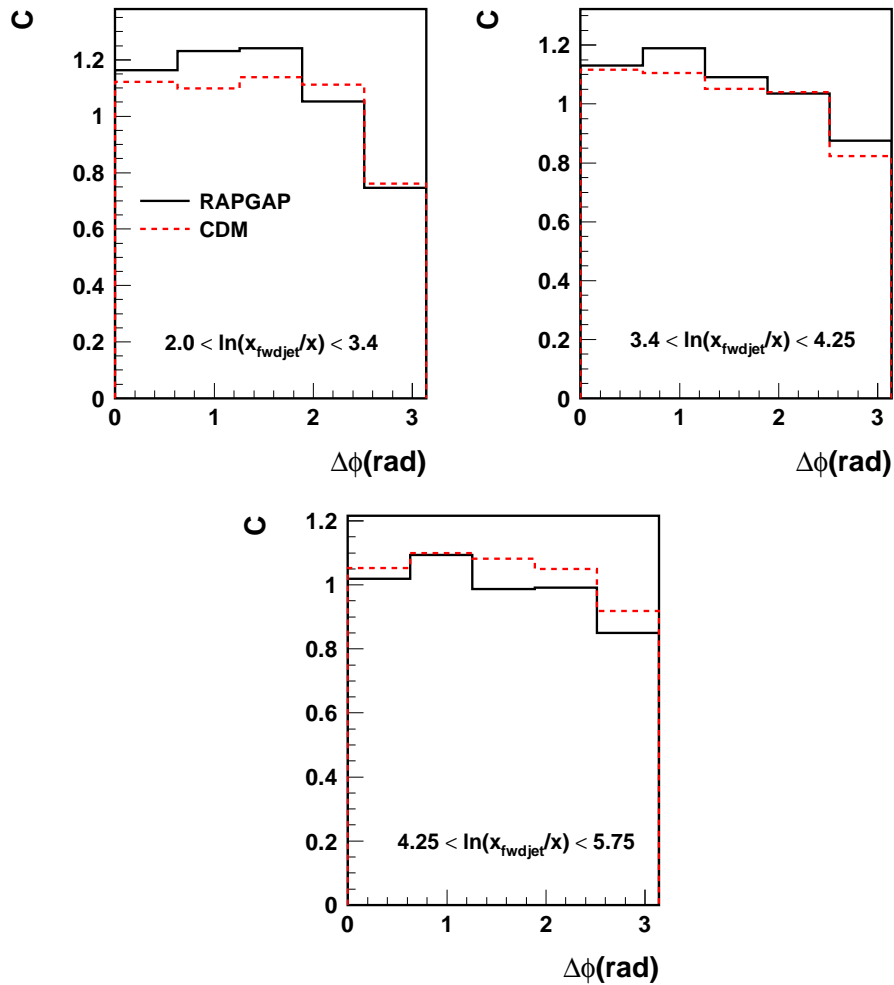 C
1.2
1
0.8
0.6
0.4
0.2
0
RAPGAP
CDM
2.0 < ln(x_fwdjet/x) < 3.4
0 1 2 3
Δϕ(rad)
C
1.2
1
0.8
0.6
0.4
0.2
0
3.4 < ln(x_fwdjet/x) < 4.25
0 1 2 3
Δϕ(rad)
C
1.2
1
0.8
0.6
0.4
0.2
0
4.25 < ln(x_fwdjet/x) < 5.75
0 1 2 3
Δϕ(rad)